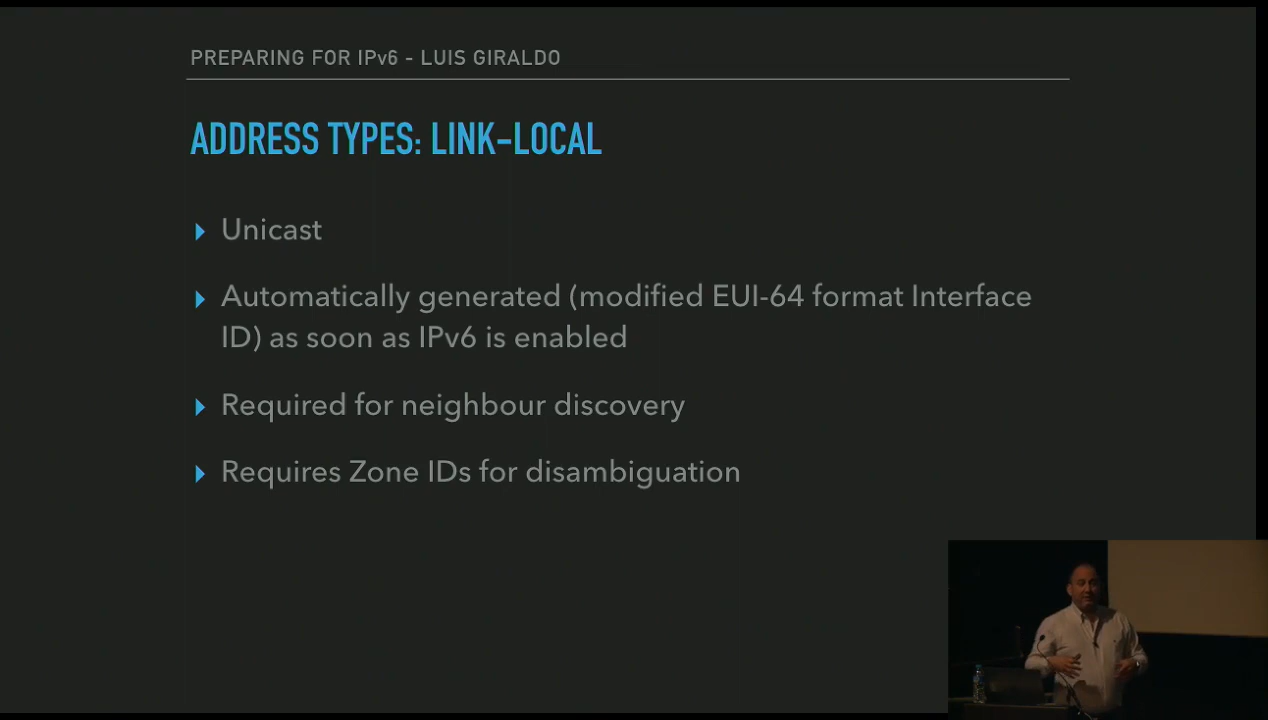 PREPARING FOR IPv6 - LUIS GIRALDO
ADDRESS TYPES: LINK-LOCAL
Unicast
Automatically generated (modified EUI-64 format Interface
ID) as soon as IPv6 is enabled
Required for neighbour discovery
Requires Zone IDs for disambiguation